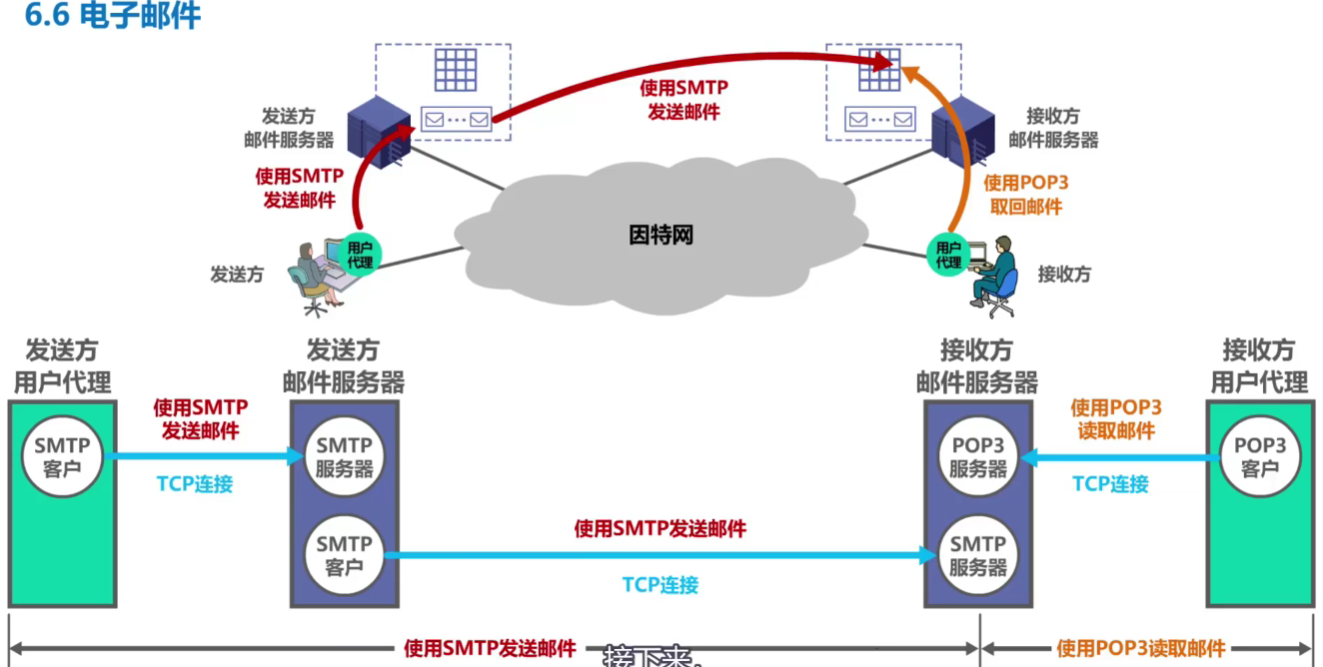 6.6 电子邮件
使用SMTP
发送邮件
发送方
邮件服务器
接收方
邮件服务器
使用SMTP
发送邮件
使用POP3
取回邮件
因特网
用户
代理
用户
代理
发送方
接收方
发送方
用户代理
发送方
邮件服务器
接收方
邮件服务器
接收方
用户代理
使用SMTP
发送邮件
使用POP3
读取邮件
SMTP
客户
SMTP
服务器
POP3
服务器
POP3
客户
TCP连接
TCP连接
使用SMTP发送邮件
SMTP
客户
SMTP
服务器
TCP连接
使用SMTP发送邮件
使用POP3读取邮件
接下来,